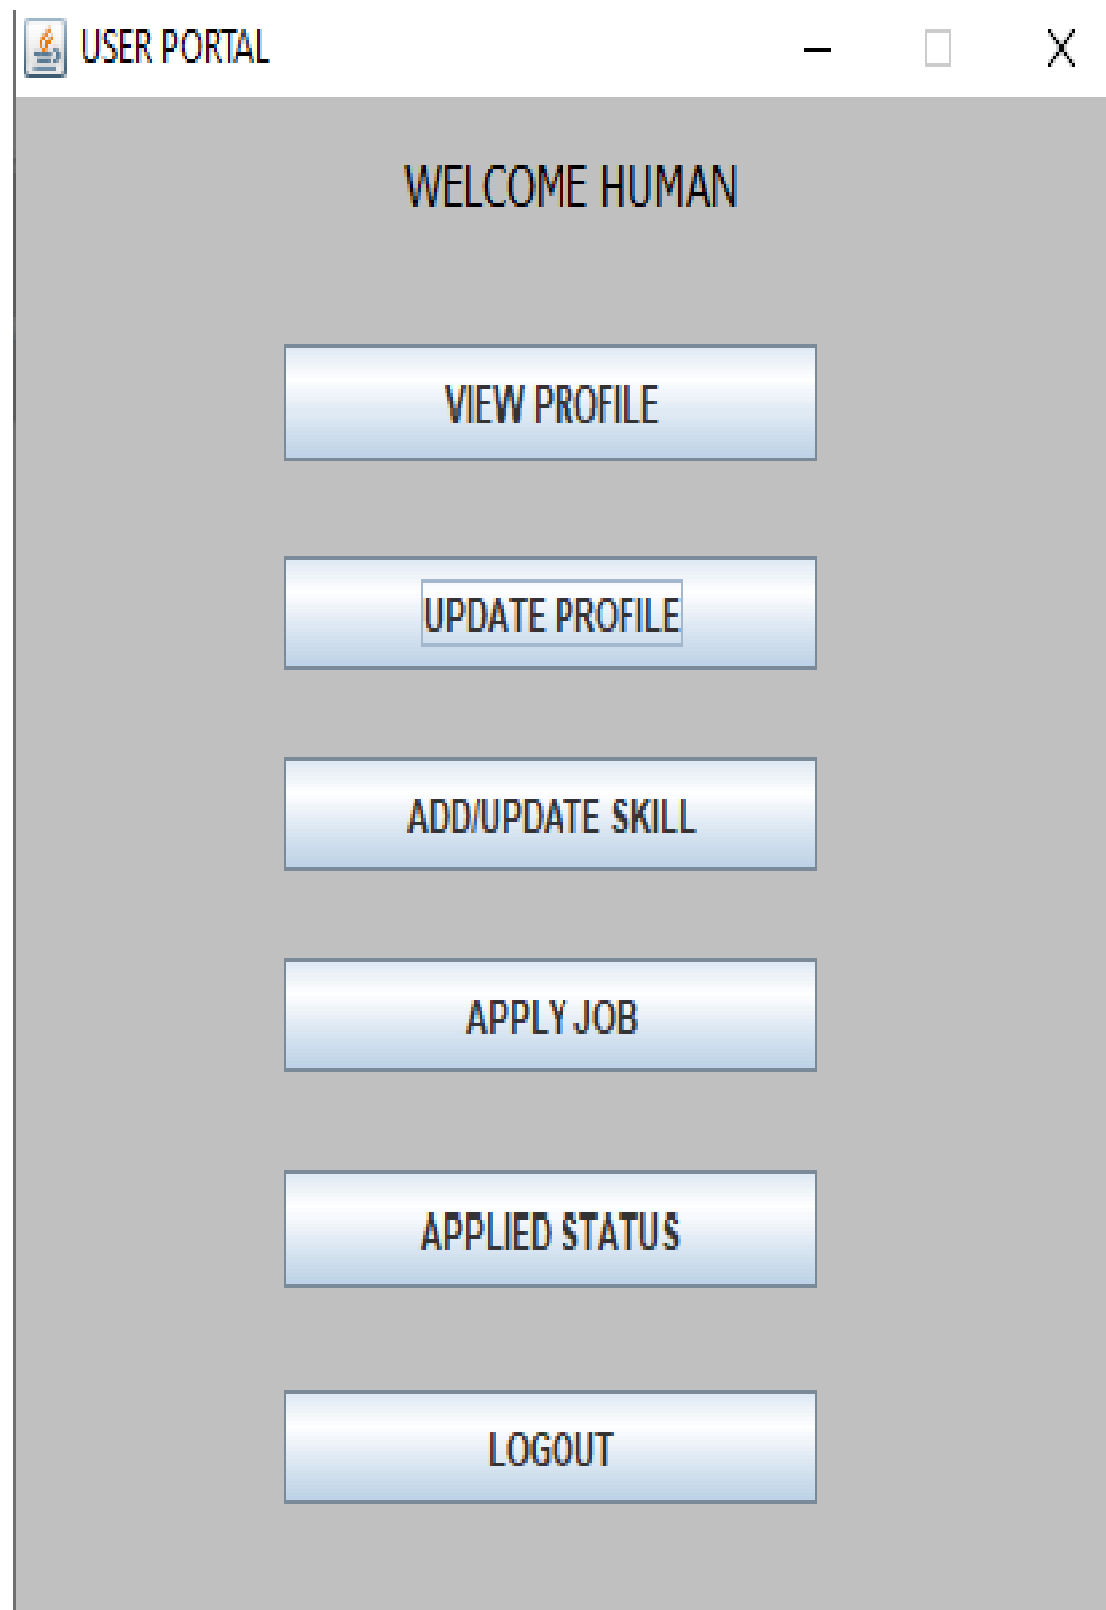 USER PORTAL
WELCOME HUMAN
VIEW PROFILE
UPDATE PROFILE
ADD/UPDATE SKILL
APPLY JOB
APPLIED STATUS
LOGOUT